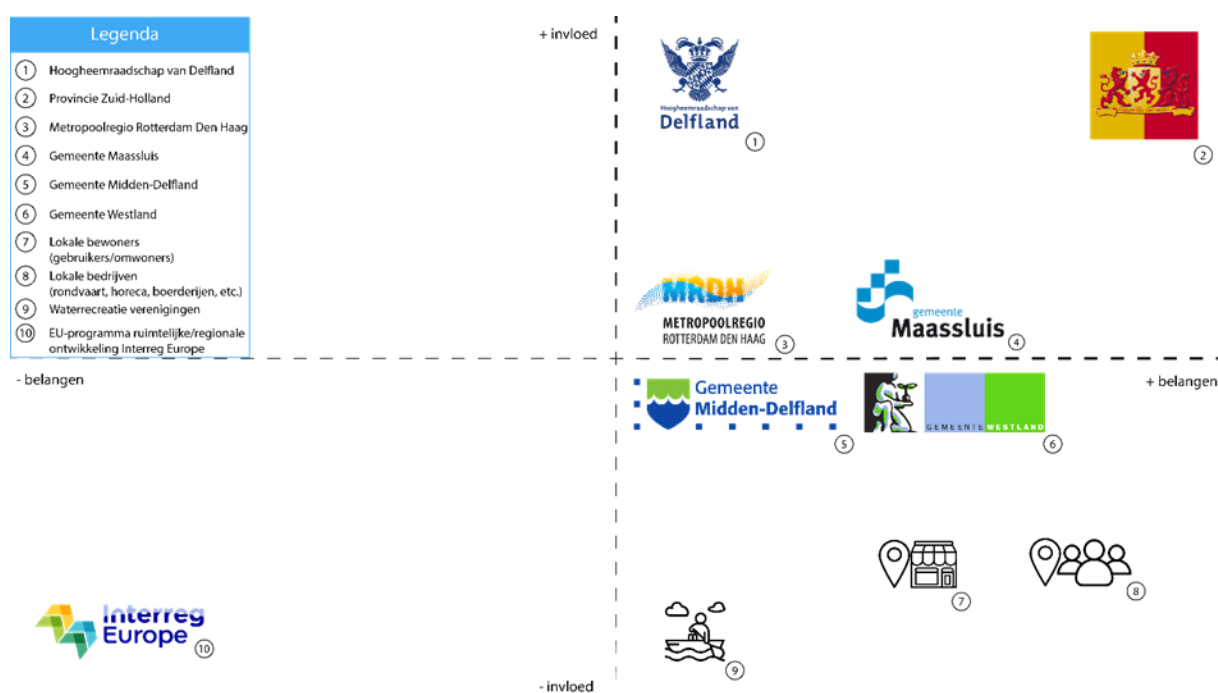 Legenda
1 Hoogheemraadschap van Delfland
2 Provincie Zuid-Holland
3 Metropoolregio Rotterdam Den Haag
4 Gemeente Maassluis
5 Gemeente Midden-Delfland
6 Gemeente Westland
7 Lokale bewoners
(gebruikers/omwoners)
8 Lokale bedrijven
(rondvaart, horeca, boerderijen, etc.)
9 Waterrecreatie verenigingen
10 EU-programma ruimtelijke/regionale
ontwikkeling Interreg Europe
+ invloed
Hoogheemraadschap van
Delfland
1
2
MRDH
METROPOOLREGIO
ROTTERDAM DEN HAAG
3
gemeente
Maassluis
4
- belangen
+ belangen
Gemeente
Midden-Delfland
5
GEMEENTE WESTLAND
6
7
8
9
Interreg
Europe
10
- invloed